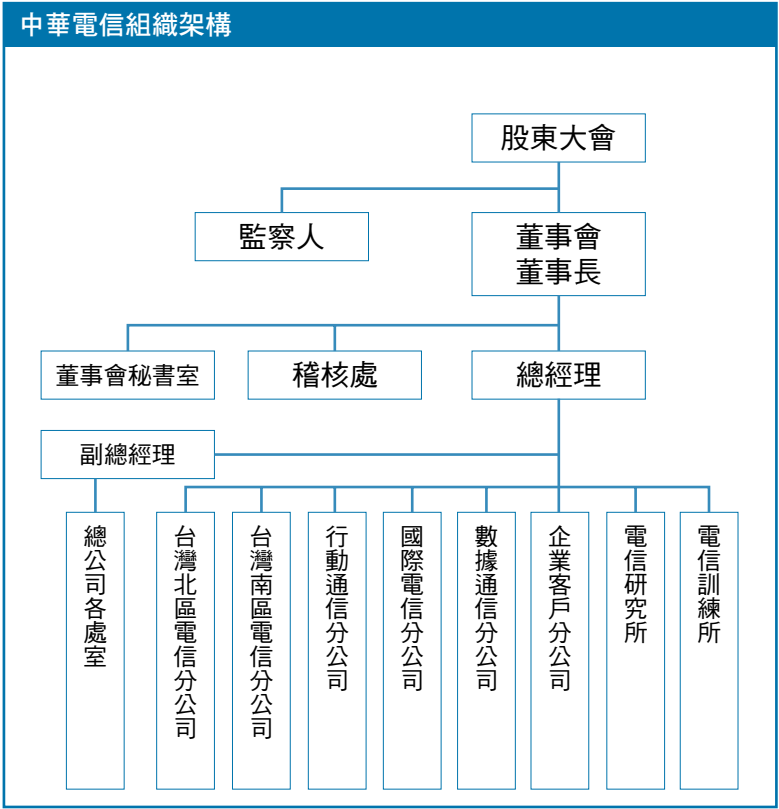 中華電信組織架構
股東大會
監察人
董事會
董事長
董事會秘書室
稽核處
總經理
副總經理
總公司各處室
台灣北區電信分公司
台灣南區電信分公司
行動通信分公司
國際電信分公司
數據通信分公司
企業客戶分公司
電信研究所
電信訓練所